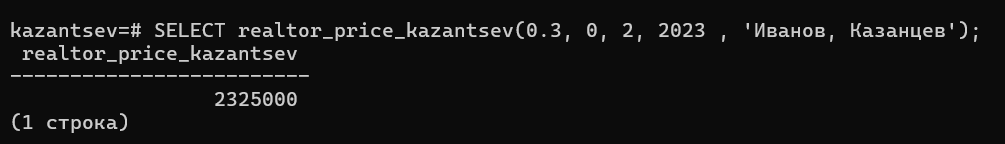 kazantsev=# SELECT realtor_price_kazantsev(0.3, 0, 2, 2023 , 'Иванов, Казанцев');
realtor_price_kazantsev
-------------------------
2325000
(1 строка)